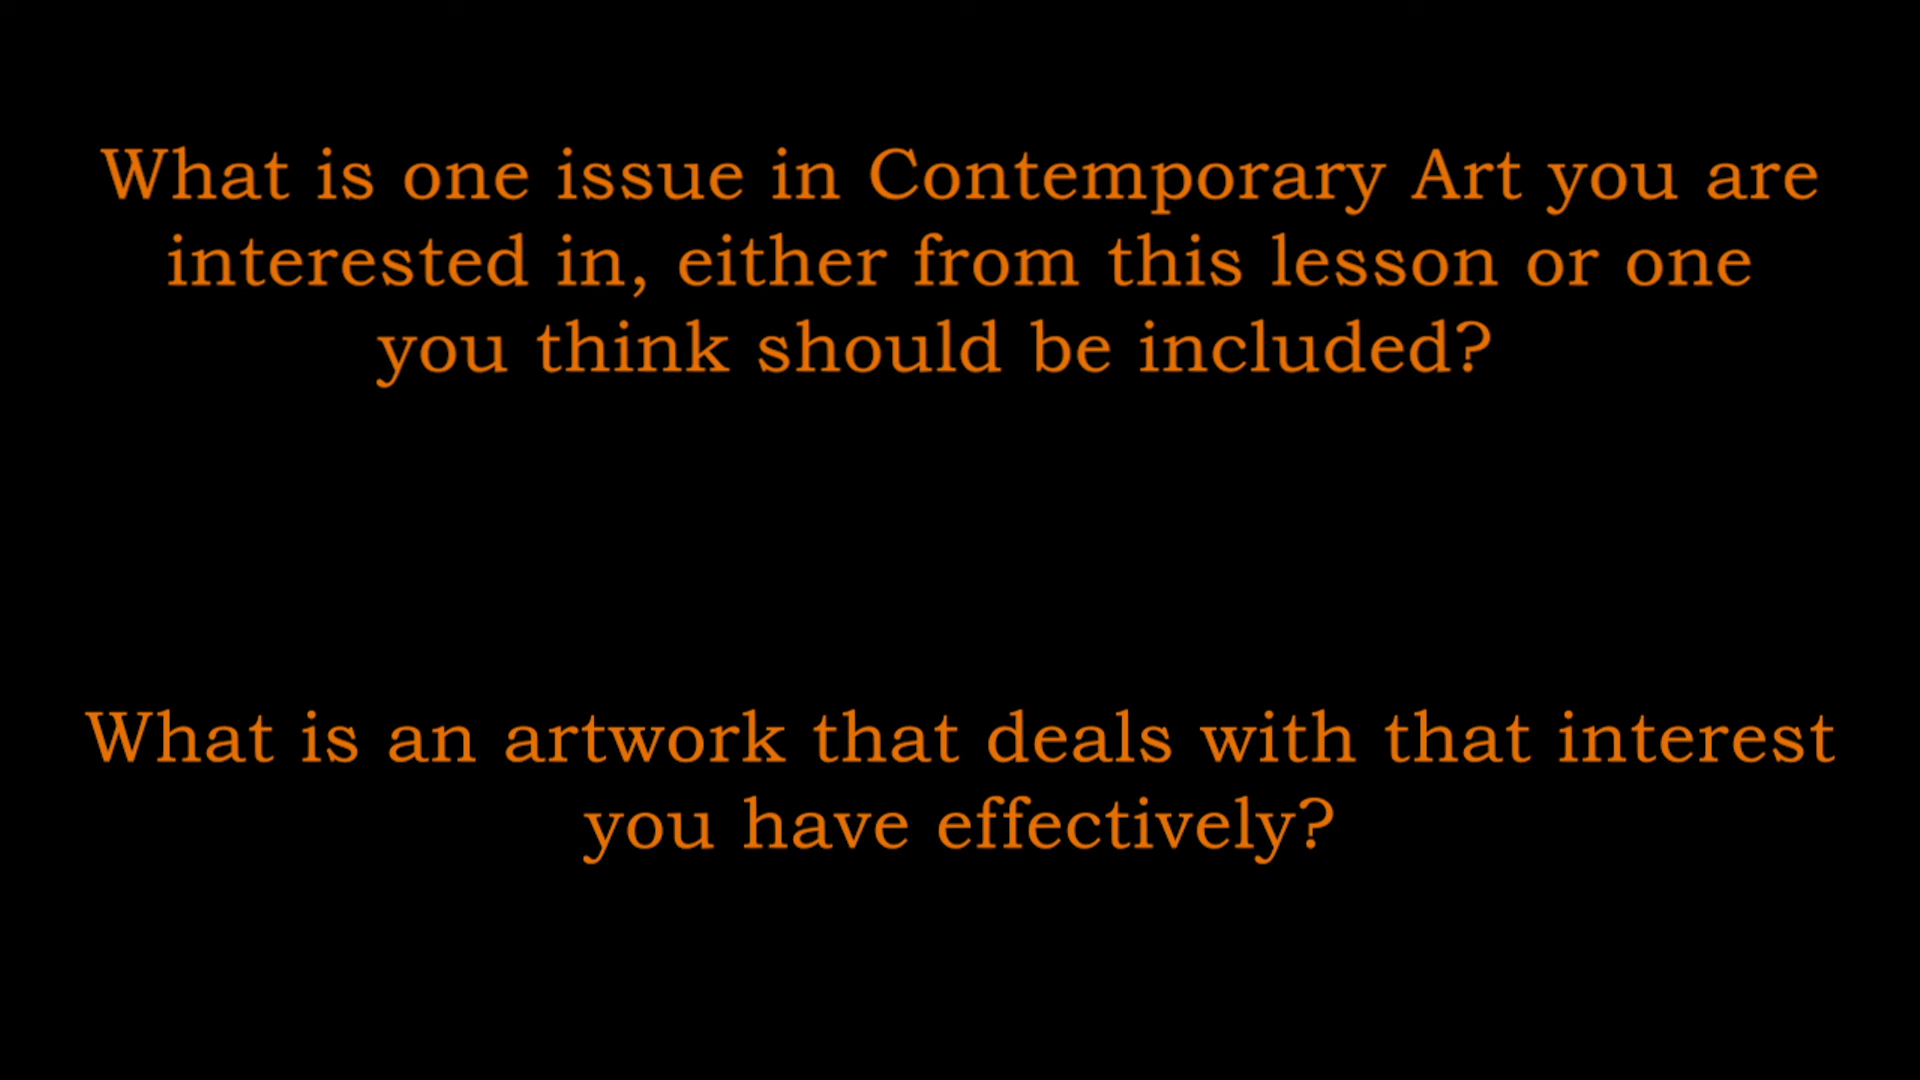 What is one issue in Contemporary Art you are
interested in, either from this lesson or one
you think should be included?
What is an artwork that deals with that interest
you have effectively?